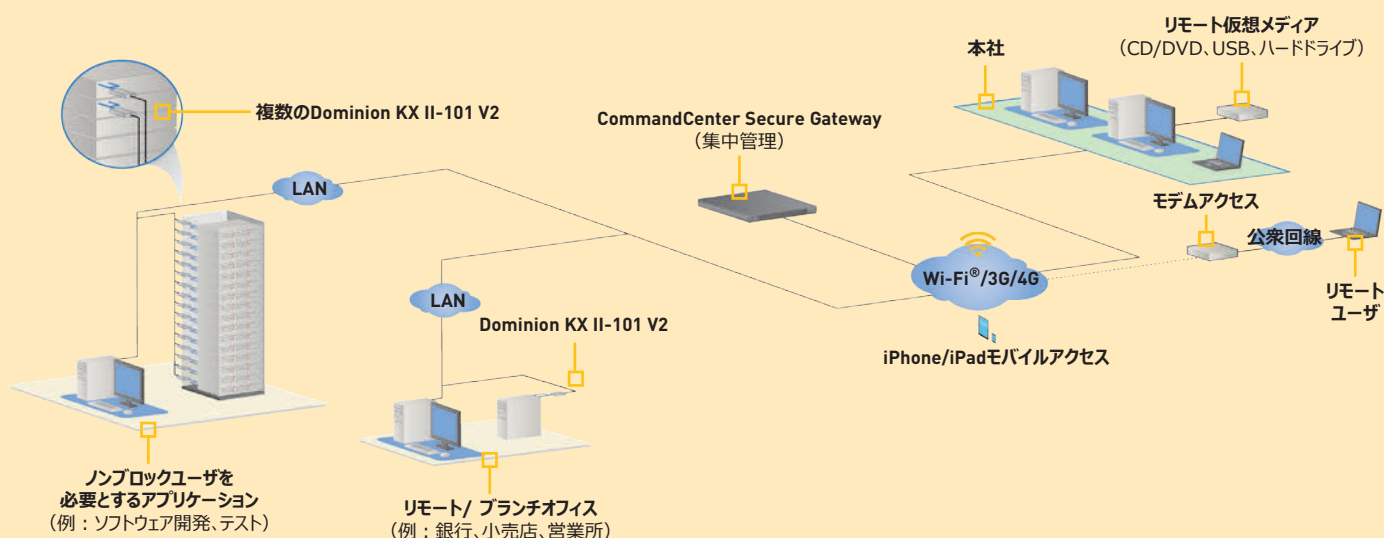 リモート仮想メディア
(CD/DVD、USB、ハードドライブ)
本社
複数のDominion KX II-101 V2
CommandCenter Secure Gateway
(集中管理)
LAN
モデムアクセス
公衆回線
Wi-Fi®/3G/4G
リモート
ユーザ
LAN
Dominion KX II-101 V2
iPhone/iPadモバイルアクセス
ノンブロックユーザを
必要とするアプリケーション
(例:ソフトウェア開発、テスト)
リモート/ ブランチオフィス
(例:銀行、小売店、営業所)